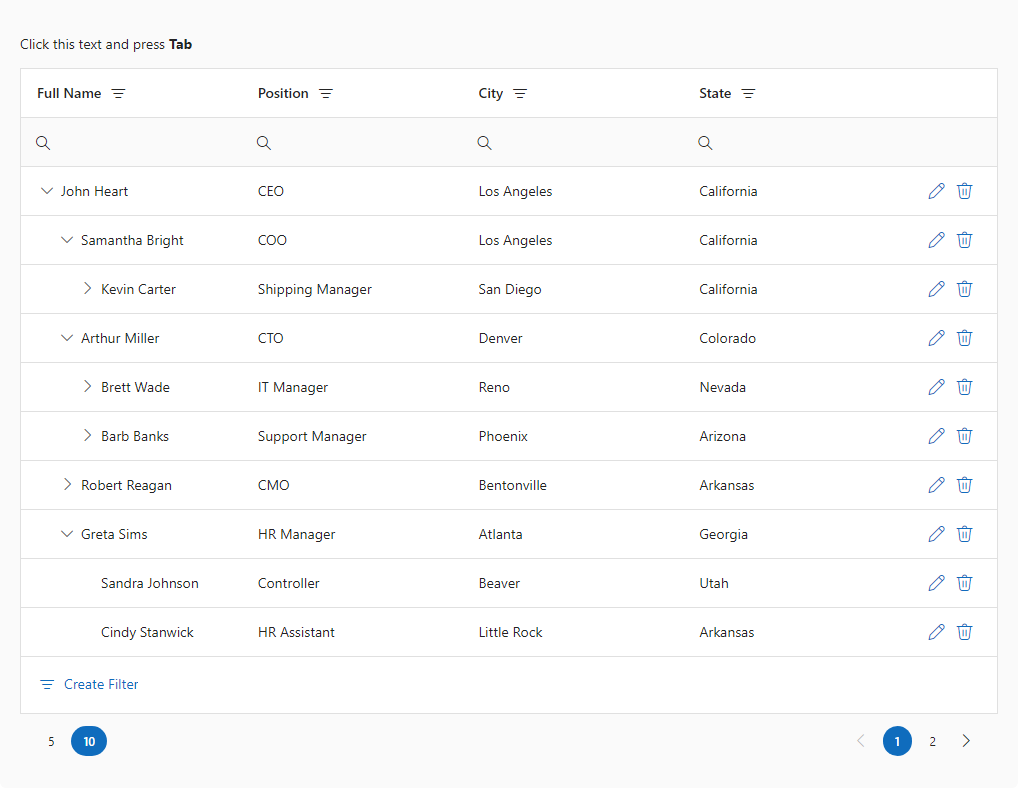 Click this text and press Tab
Full Name Position City State
John Heart CEO Los Angeles California
Samantha Bright COO Los Angeles California
Kevin Carter Shipping Manager San Diego California
Arthur Miller CTO Denver Colorado
Brett Wade IT Manager Reno Nevada
Barb Banks Support Manager Phoenix Arizona
Robert Reagan CMO Bentonville Arkansas
Greta Sims HR Manager Atlanta Georgia
Sandra Johnson Controller Beaver Utah
Cindy Stanwick HR Assistant Little Rock Arkansas
Create Filter
5 10 1 2